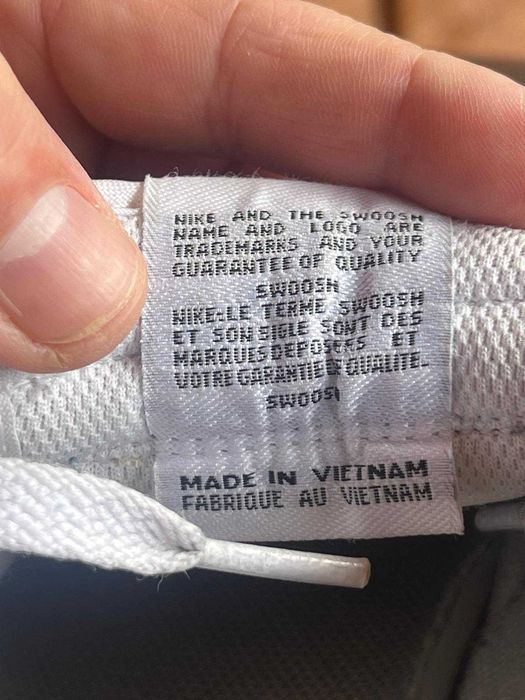 NIKE AND THE SWOOSH
NAME AND LOGO ARE
TRADEMARKS AND YOUR
GUARANTEE OF QUALITY
SWOOSH
NIKE-LE TERME SWOOSH
ET SON SIGLE SONT DES
MARQUES DEPOSEES ET
VOTRE GARANTIE DE QUALITE.
SWOOSH
MADE IN VIETNAM
FABRIQUE AU VIETNAM